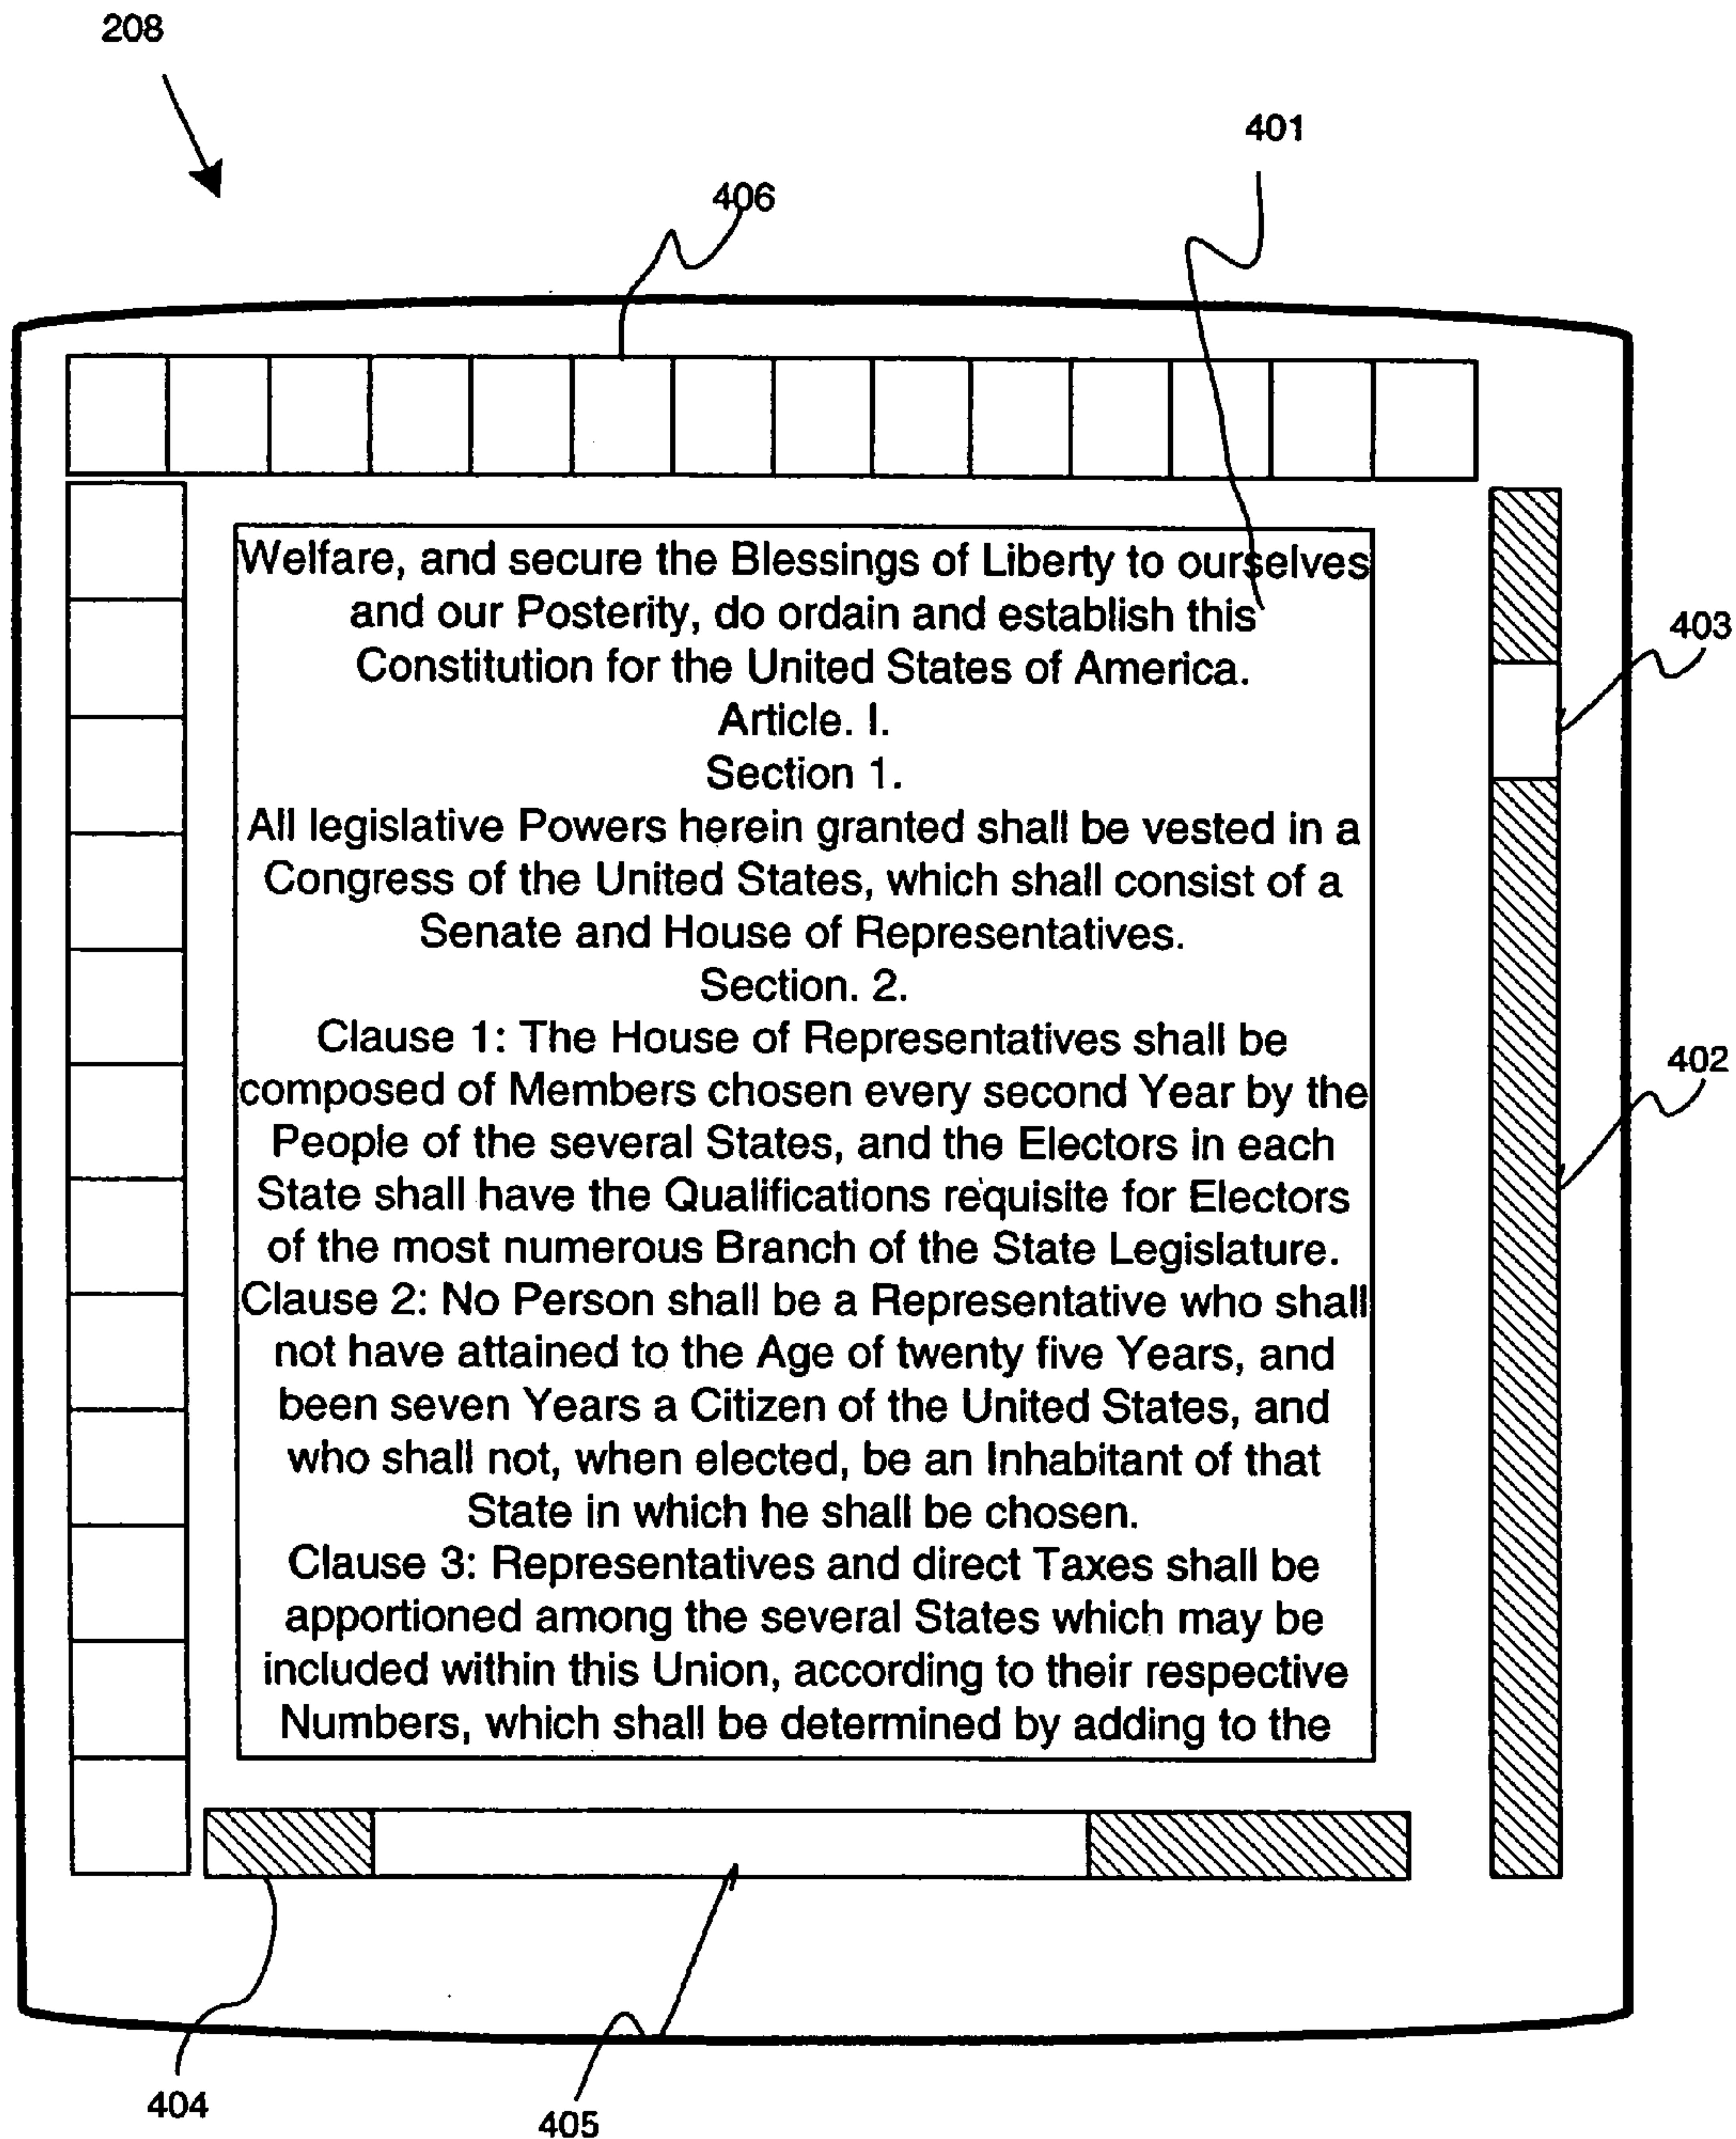 208
401
406
Welfare, and secure the Blessings of Liberty to ourselves
and our Posterity, do ordain and establish this
Constitution for the United States of America.
Article. I.
Section 1.
All legislative Powers herein granted shall be vested in a
Congress of the United States, which shall consist of a
Senate and House of Representatives.
Section. 2.
Clause 1: The House of Representatives shall be
composed of Members chosen every second Year by the
People of the several States, and the Electors in each
State shall have the Qualifications requisite for Electors
of the most numerous Branch of the State Legislature.
Clause 2: No Person shall be a Representative who shall
not have attained to the Age of twenty five Years, and
been seven Years a Citizen of the United States, and
who shall not, when elected, be an Inhabitant of that
State in which he shall be chosen.
Clause 3: Representatives and direct Taxes shall be
apportioned among the several States which may be
included within this Union, according to their respective
Numbers, which shall be determined by adding to the
403
402
404
405